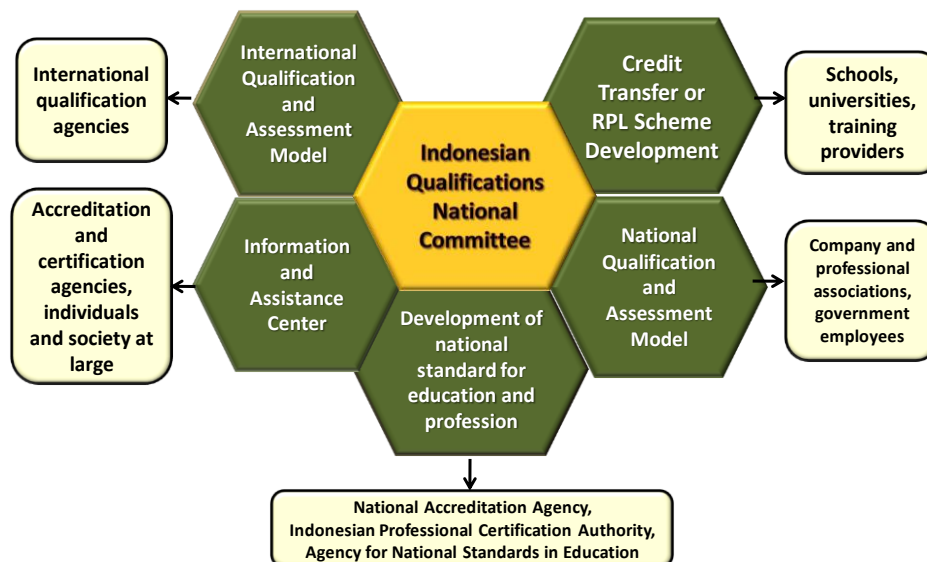 International
qualification
agencies
International
Qualification
and
Assessment
Model
Credit
Transfer or
RPL Scheme
Development
Schools,
universities,
training
providers
Indonesian
Qualifications
National
Committee
Accreditation
and
certification
agencies,
individuals
and society at
large
Information
and
Assistance
Center
National
Qualification
and
Assessment
Model
Company and
professional
associations,
government
employees
Development of
national
standard for
education and
profession
National Accreditation Agency,
Indonesian Professional Certification Authority,
Agency for National Standards in Education